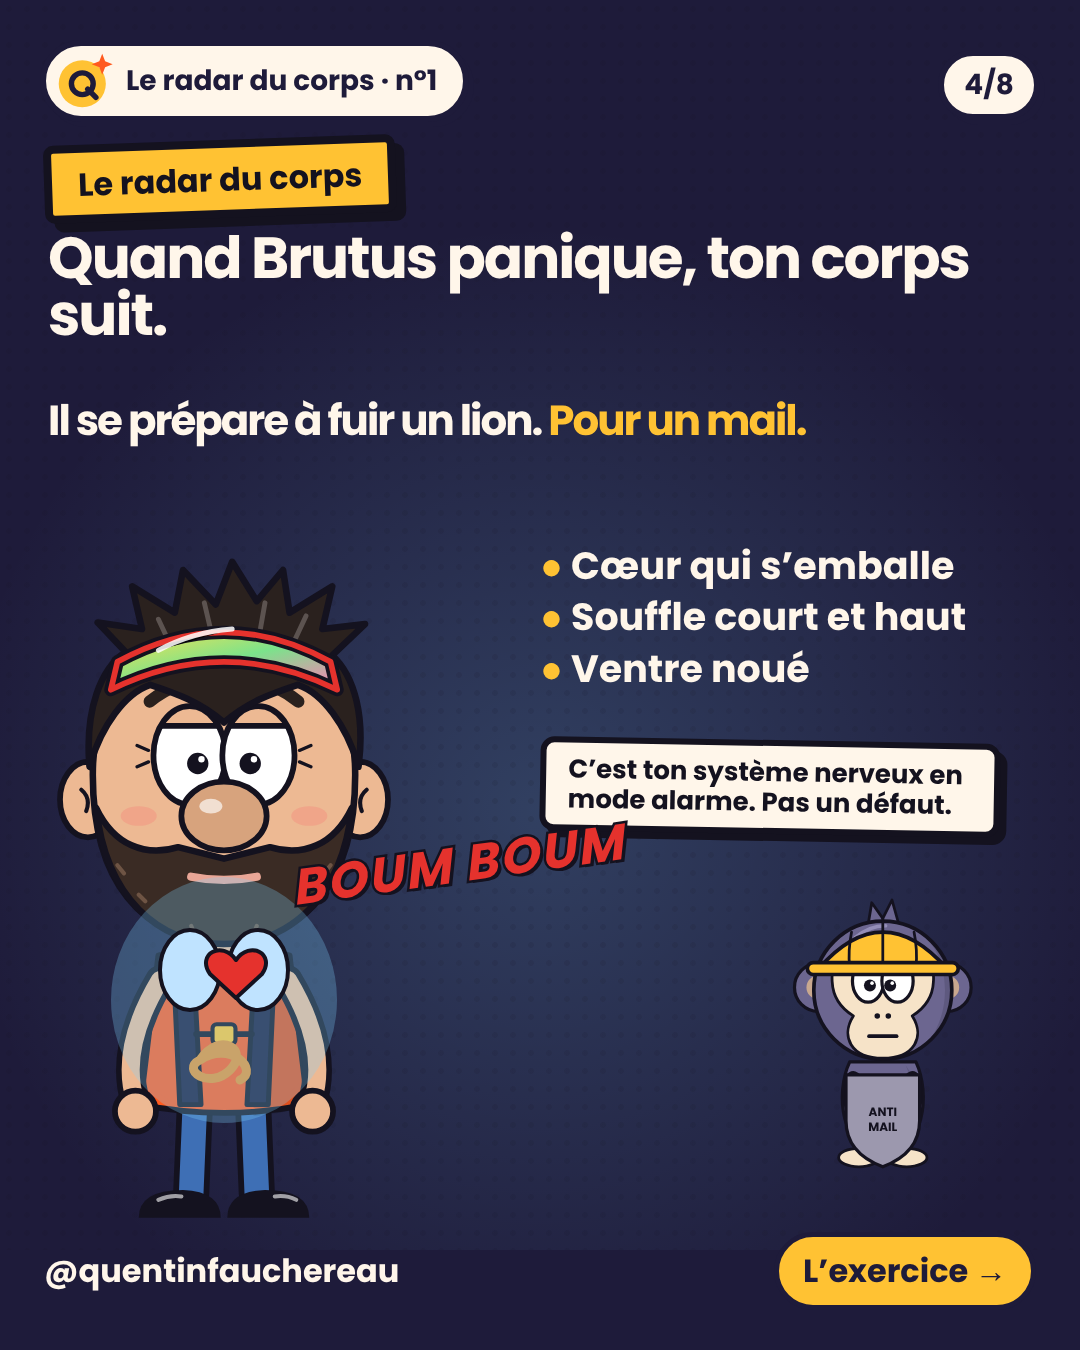 Q
Le radar du corps · n°1
4/8
Le radar du corps
Quand Brutus panique, ton corps
suit.
Il se prépare à fuir un lion. Pour un mail.
• Cœur qui s’emballe
• Souffle court et haut
• Ventre noué
C’est ton système nerveux en
mode alarme. Pas un défaut.
BOUM BOUM
ANTI
MAIL
@quentinfauchereau
L’exercice →